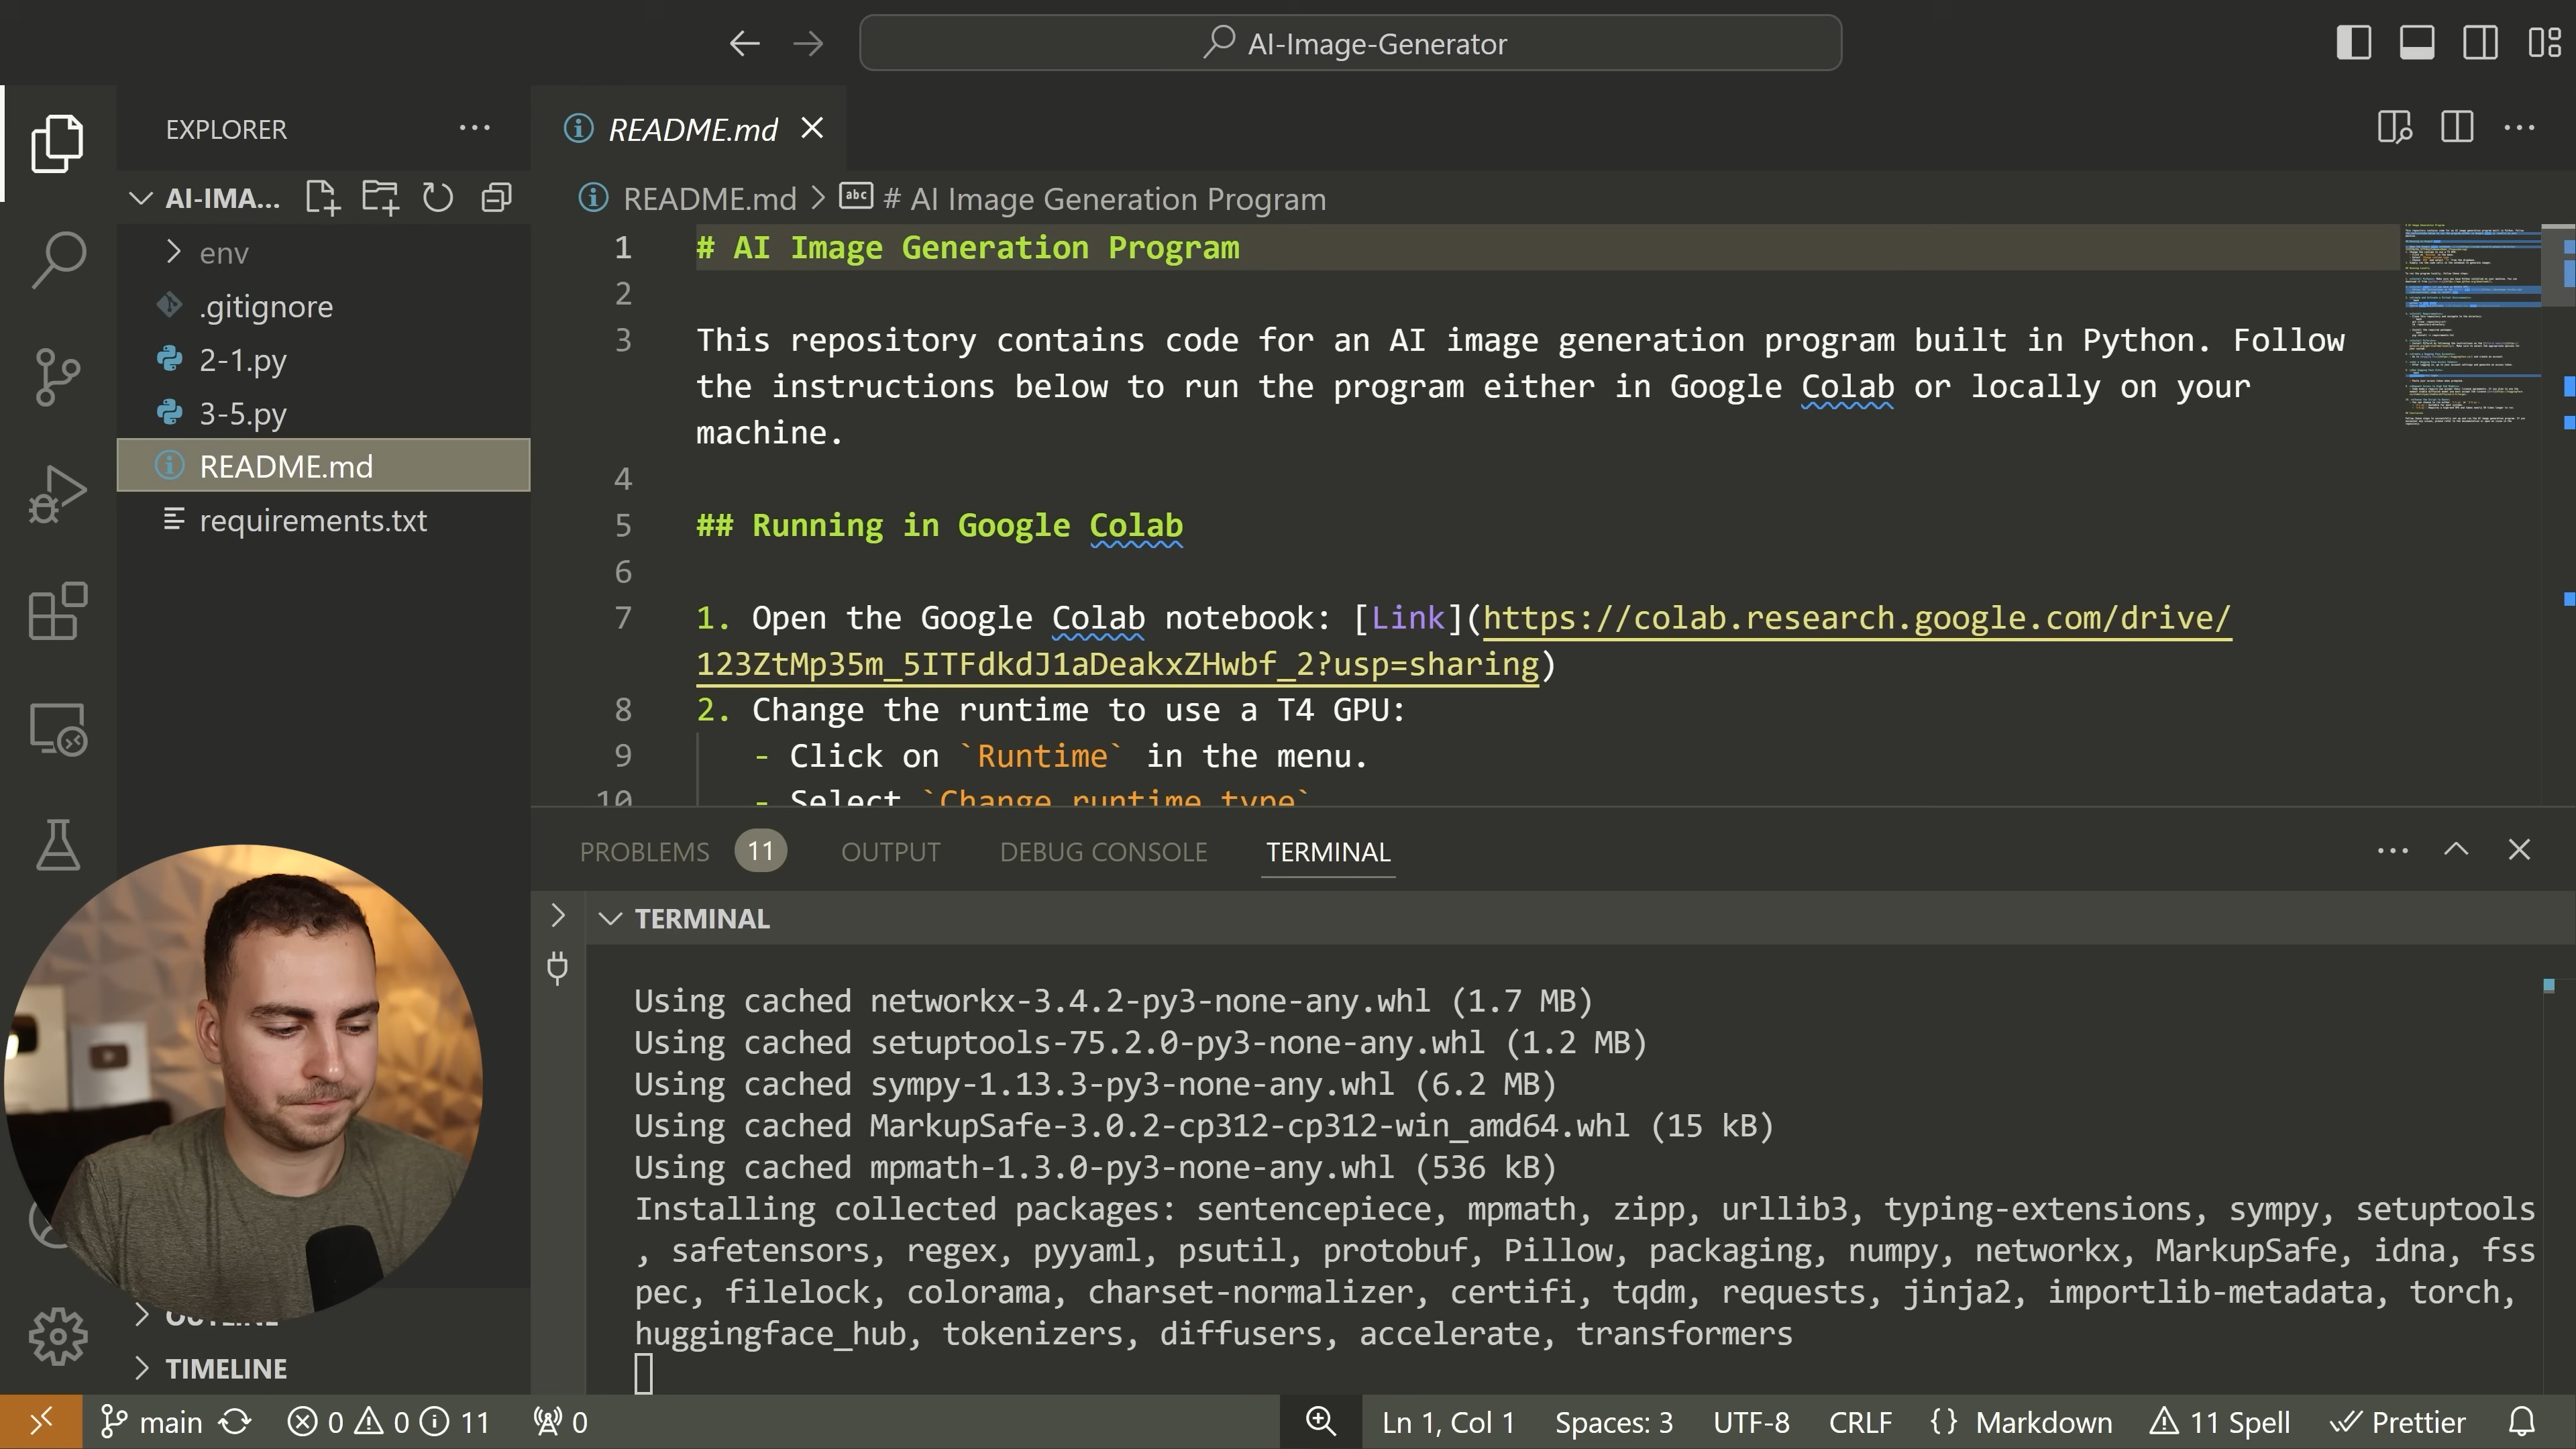 AI-Image-Generator
EXPLORER
README.md
AI-IMA...
README.md > # AI Image Generation Program
env
.gitignore
2-1.py
3-5.py
README.md
requirements.txt
1 # AI Image Generation Program
2
3 This repository contains code for an AI image generation program built in Python. Follow
the instructions below to run the program either in Google Colab or locally on your
machine.
4
5 ## Running in Google Colab
6
7 1. Open the Google Colab notebook: [Link](https://colab.research.google.com/drive/
123ZtMp35m_5ITFdkdJ1aDeakxZHwbf_2?usp=sharing)
8 2. Change the runtime to use a T4 GPU:
9 - Click on `Runtime` in the menu.
10 - Select `Change runtime type`
PROBLEMS 11 OUTPUT DEBUG CONSOLE TERMINAL
TERMINAL
Using cached networkx-3.4.2-py3-none-any.whl (1.7 MB)
Using cached setuptools-75.2.0-py3-none-any.whl (1.2 MB)
Using cached sympy-1.13.3-py3-none-any.whl (6.2 MB)
Using cached MarkupSafe-3.0.2-cp312-cp312-win_amd64.whl (15 kB)
Using cached mpmath-1.3.0-py3-none-any.whl (536 kB)
Installing collected packages: sentencepiece, mpmath, zipp, urllib3, typing-extensions, sympy, setuptools
, safetensors, regex, pyyaml, psutil, protobuf, Pillow, packaging, numpy, networkx, MarkupSafe, idna, fss
pec, filelock, colorama, charset-normalizer, certifi, tqdm, requests, jinja2, importlib-metadata, torch,
huggingface_hub, tokenizers, diffusers, accelerate, transformers
OUTLINE
TIMELINE
main 0 0 11 0 Ln 1, Col 1 Spaces: 3 UTF-8 CRLF {} Markdown 11 Spell Prettier